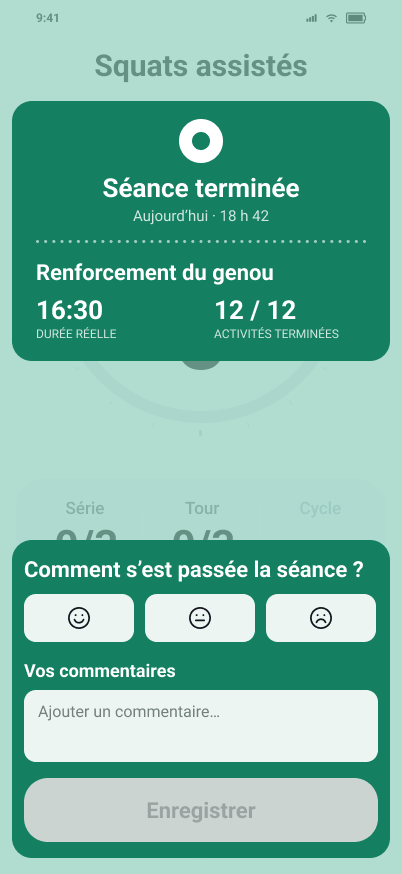 9:41
Squats assistés
Séance terminée
Aujourd’hui · 18 h 42
Renforcement du genou
16:30
12 / 12
DURÉE RÉELLE
ACTIVITÉS TERMINÉES
Série
Tour
Cycle
Comment s’est passée la séance ?
Vos commentaires
Ajouter un commentaire…
Enregistrer